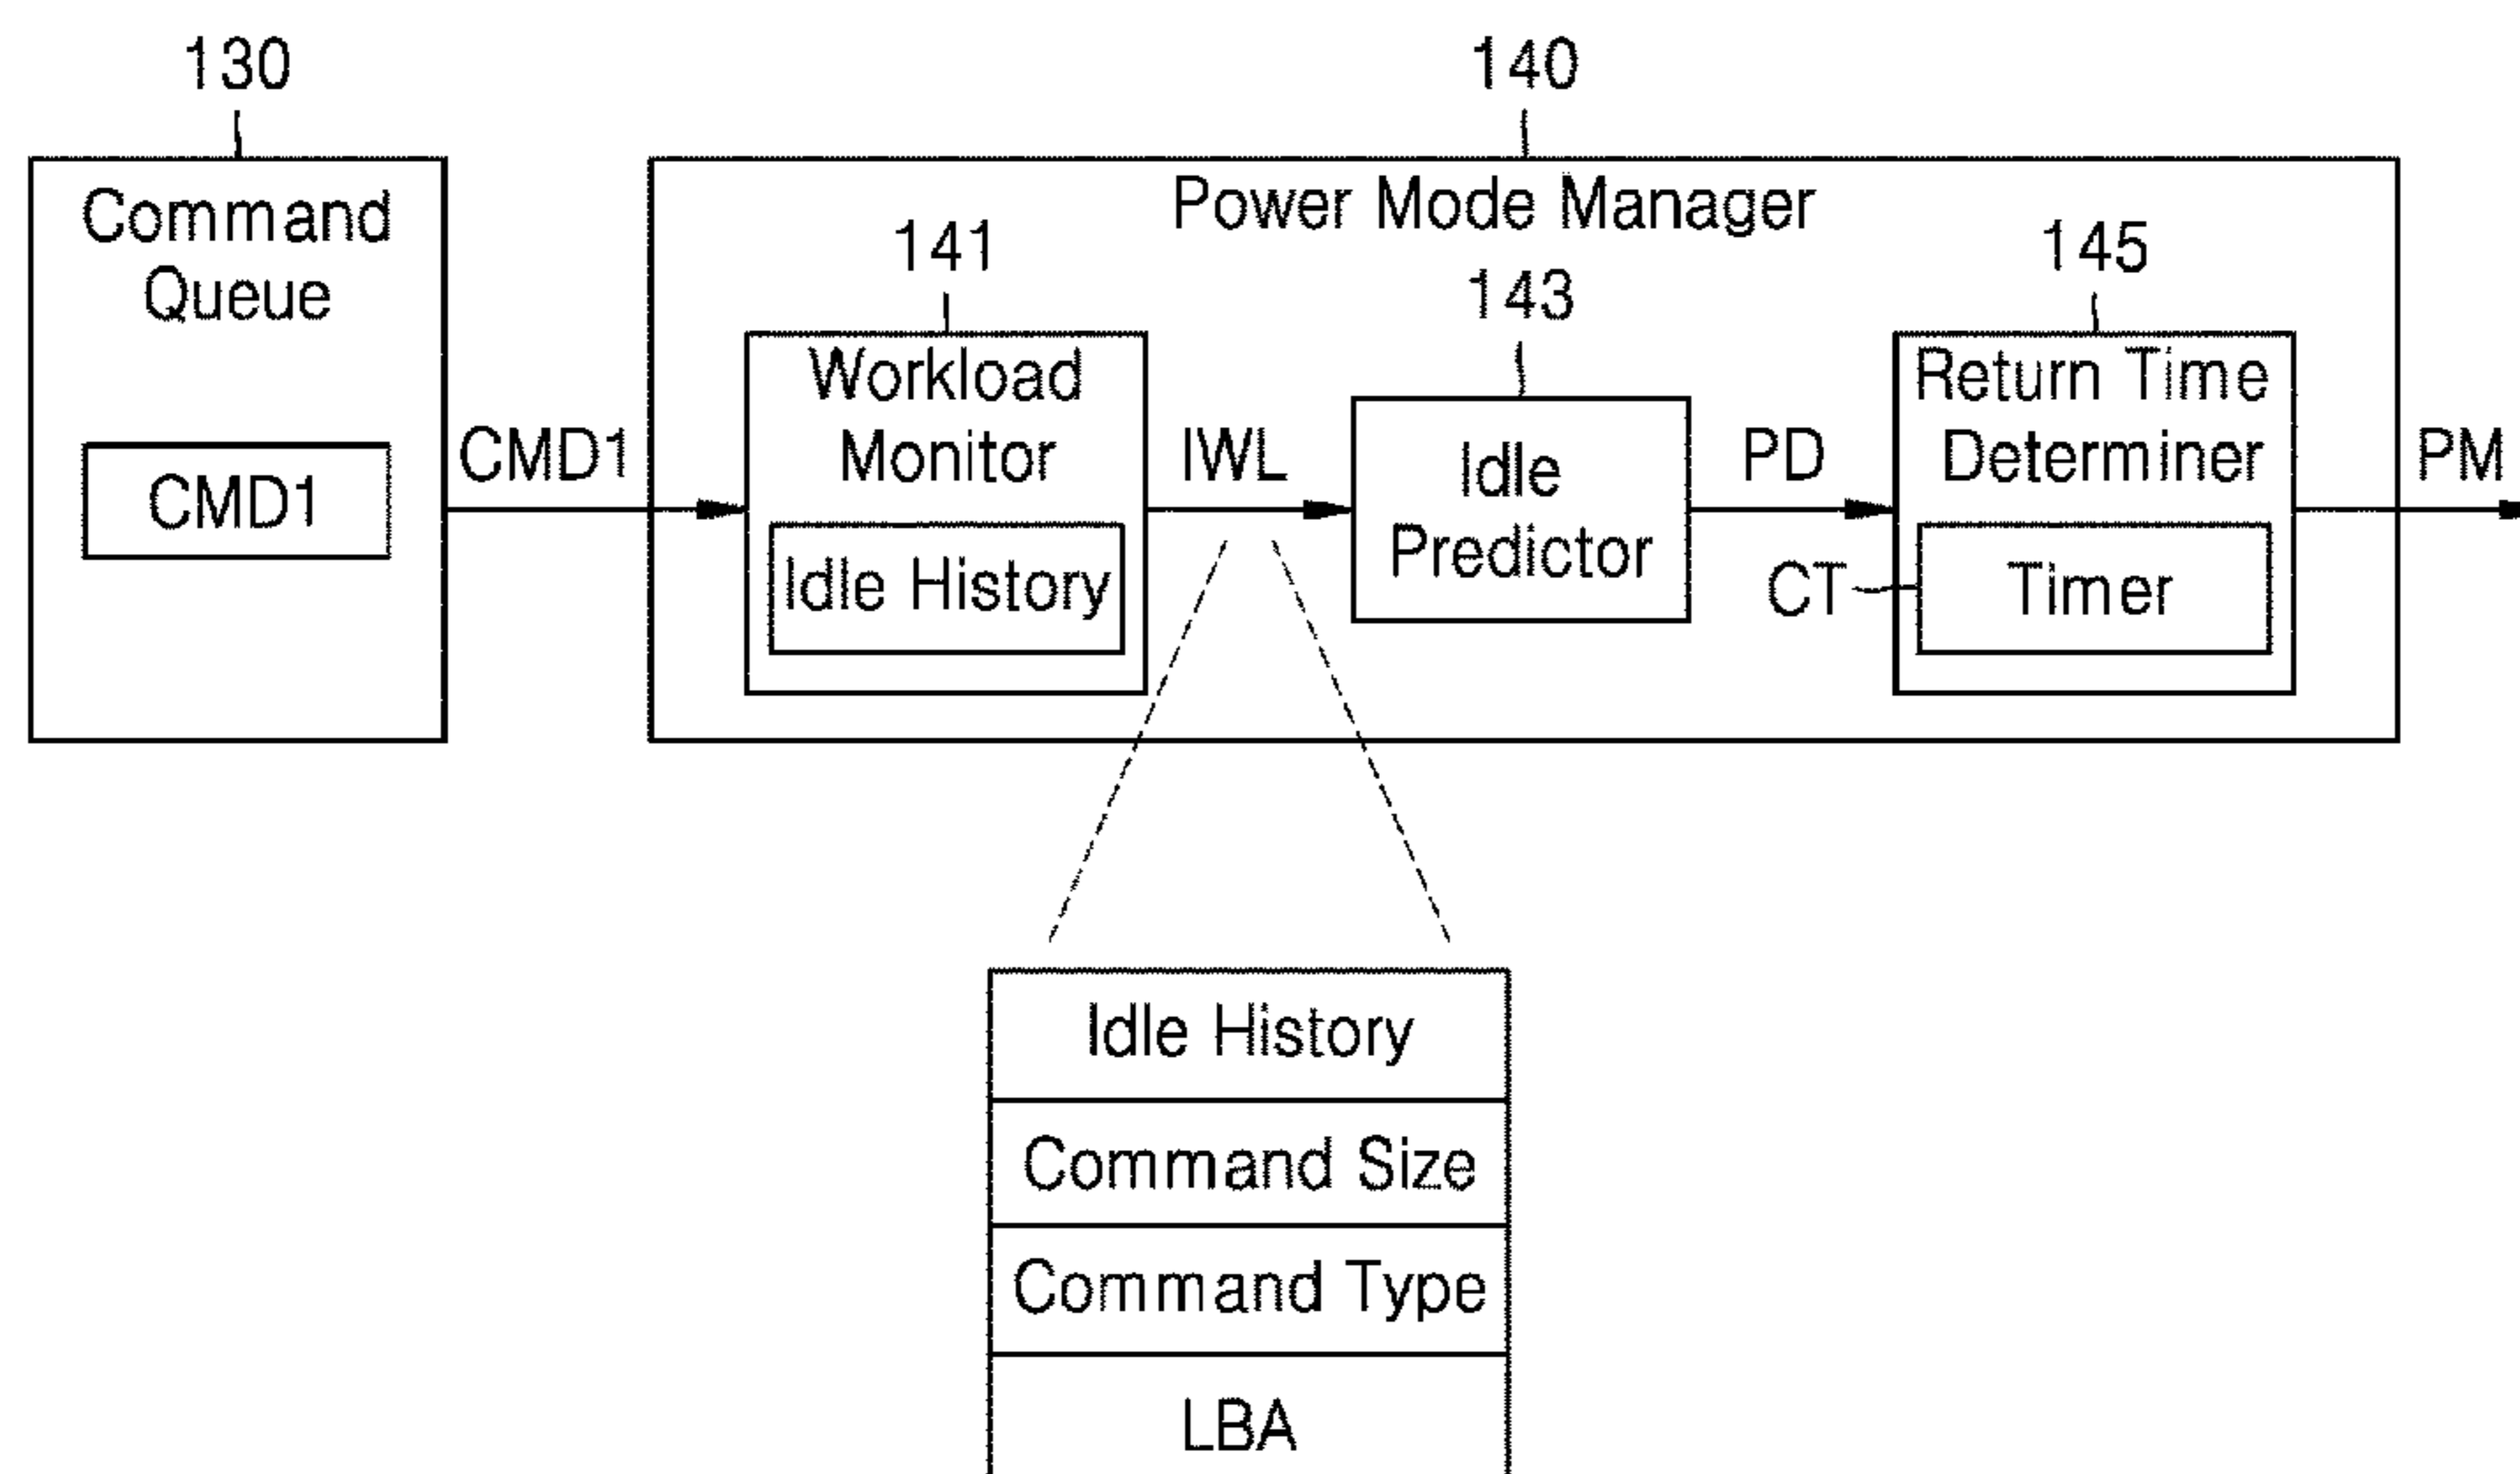 130
140
Command
Queue
Power Mode Manager
141
143
145
Workload
Monitor
Return Time
Determiner
CMD1
CMD1
IWL
Idle
Predictor
PD
PM
Idle History
CT
Timer
Idle History
Command Size
Command Type
LBA